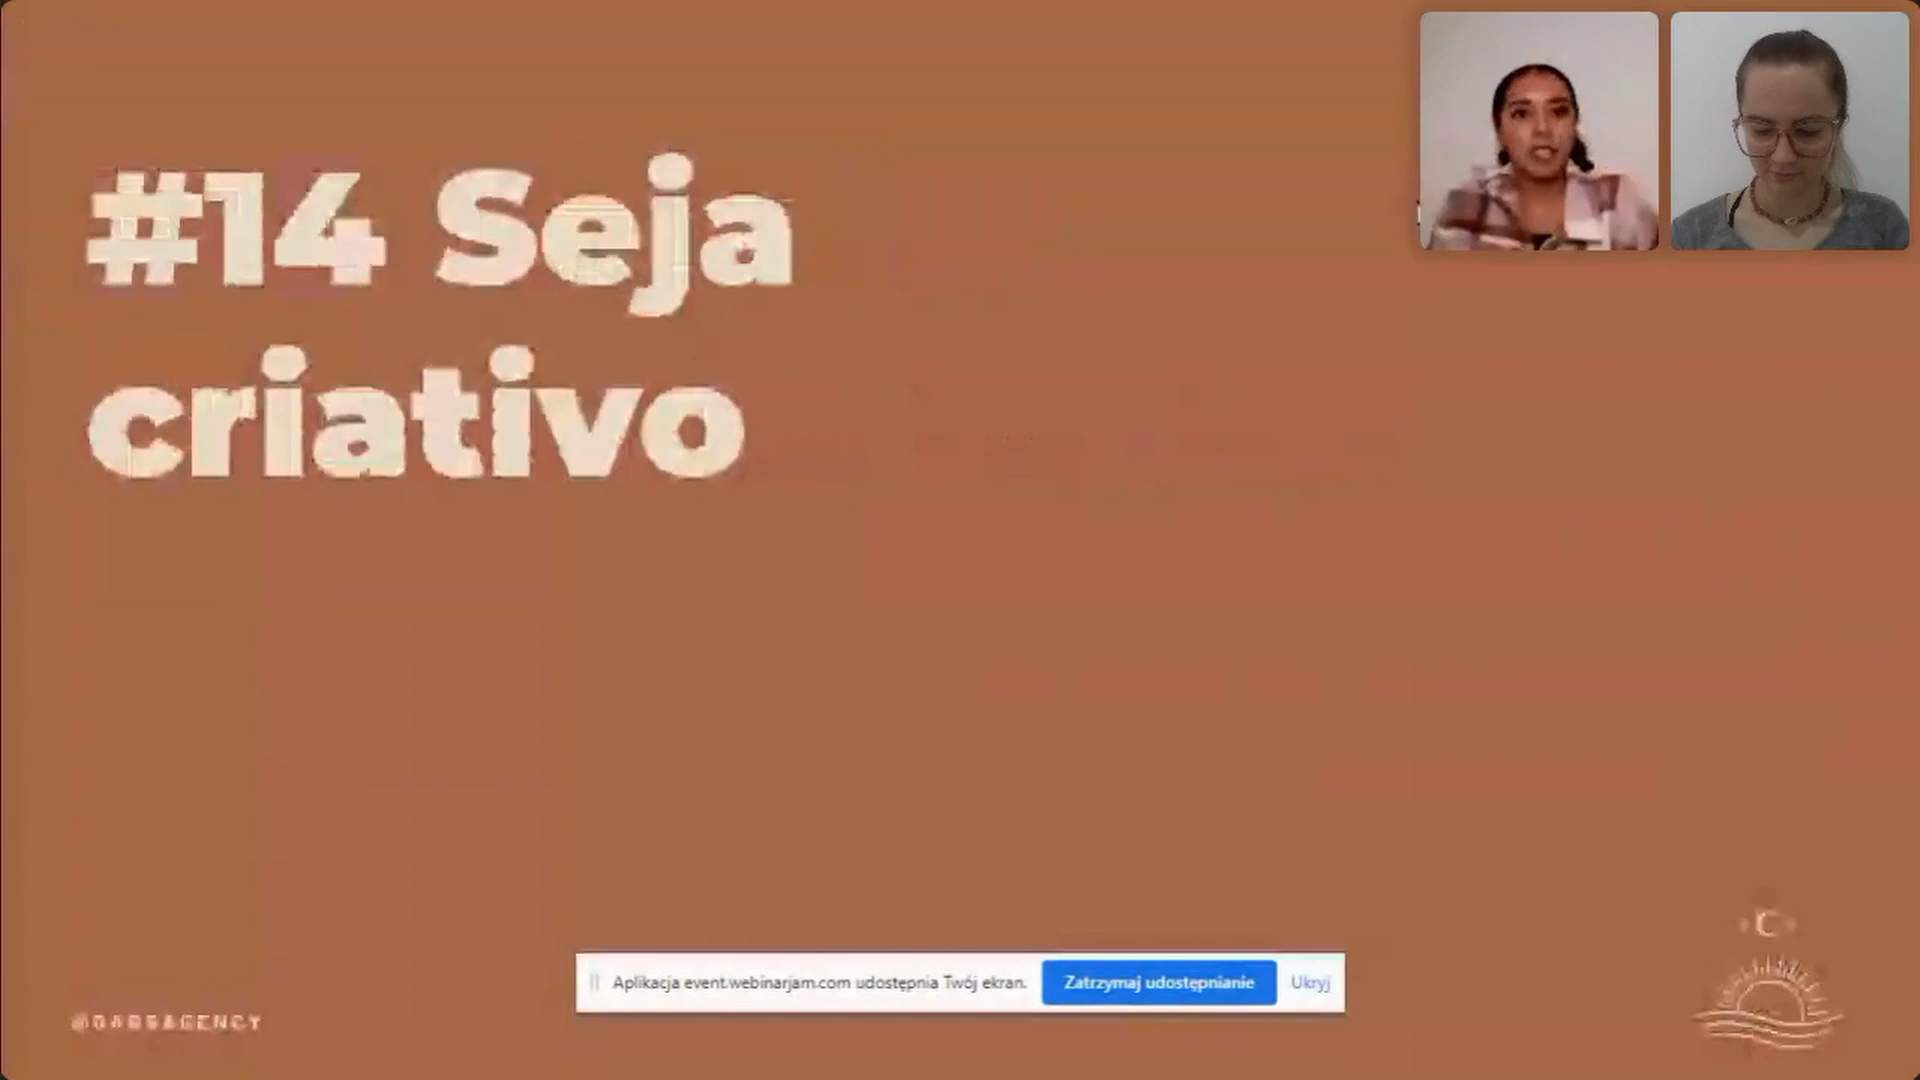 #14 Seja
criativo
Aplikacja event.webinarjam.com udostępnia Twój ekran.
Zatrzymaj udostępnianie
Ukryj
C